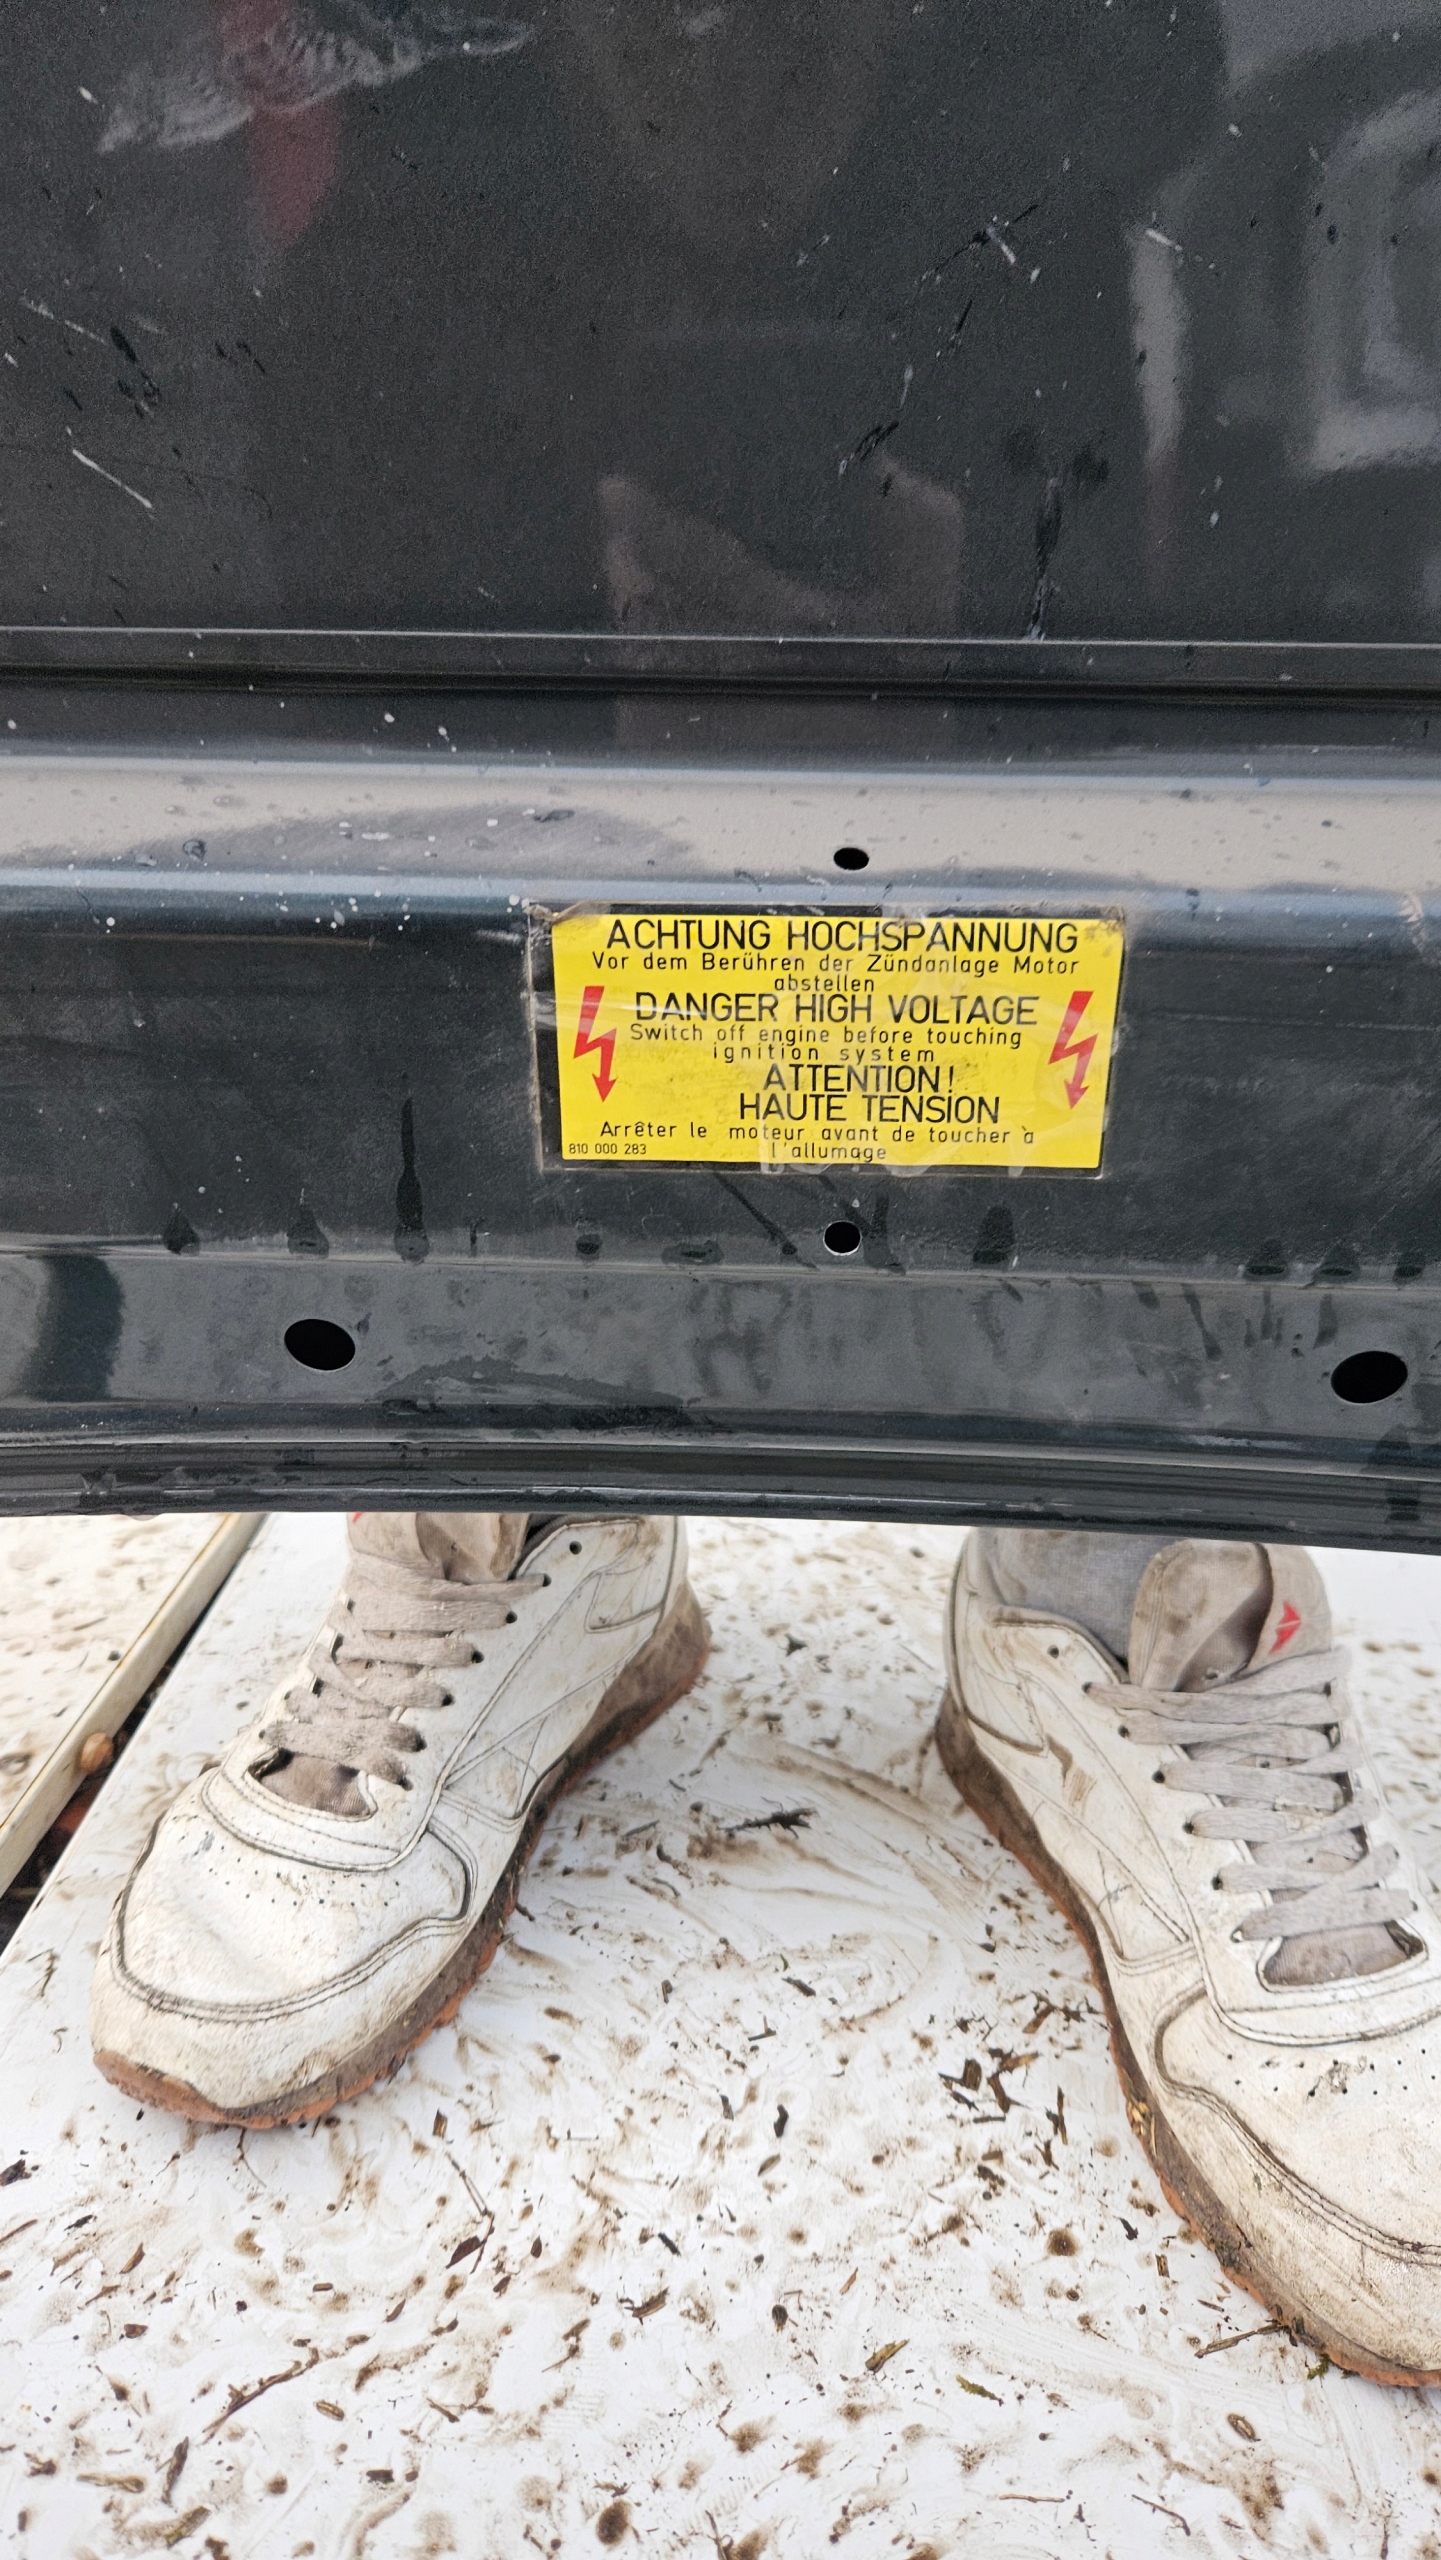 ACHTUNG HOCHSPANNUNG
Vor dem Berühren der Zündanlage Motor
abstellen
DANGER HIGH VOLTAGE
Switch off engine before touching
ignition system
ATTENTION!
HAUTE TENSION
Arrêter le moteur avant de toucher à
l'allumage
810 000 283